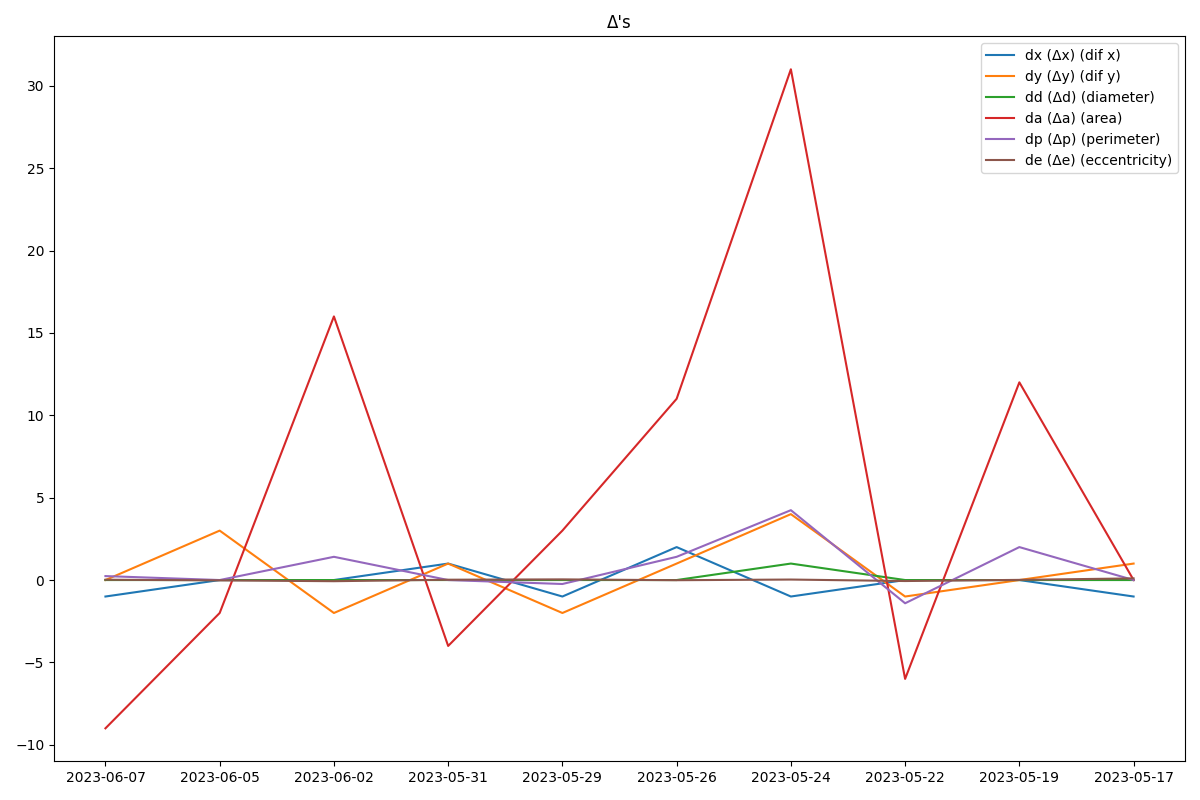 Δ's
dx (Δx) (dif x)
dy (Δy) (dif y)
dd (Δd) (diameter)
da (Δa) (area)
dp (Δp) (perimeter)
de (Δe) (eccentricity)
30
25
20
15
10
5
0
−5
−10
2023-06-07 2023-06-05 2023-06-02 2023-05-31 2023-05-29 2023-05-26 2023-05-24 2023-05-22 2023-05-19 2023-05-17